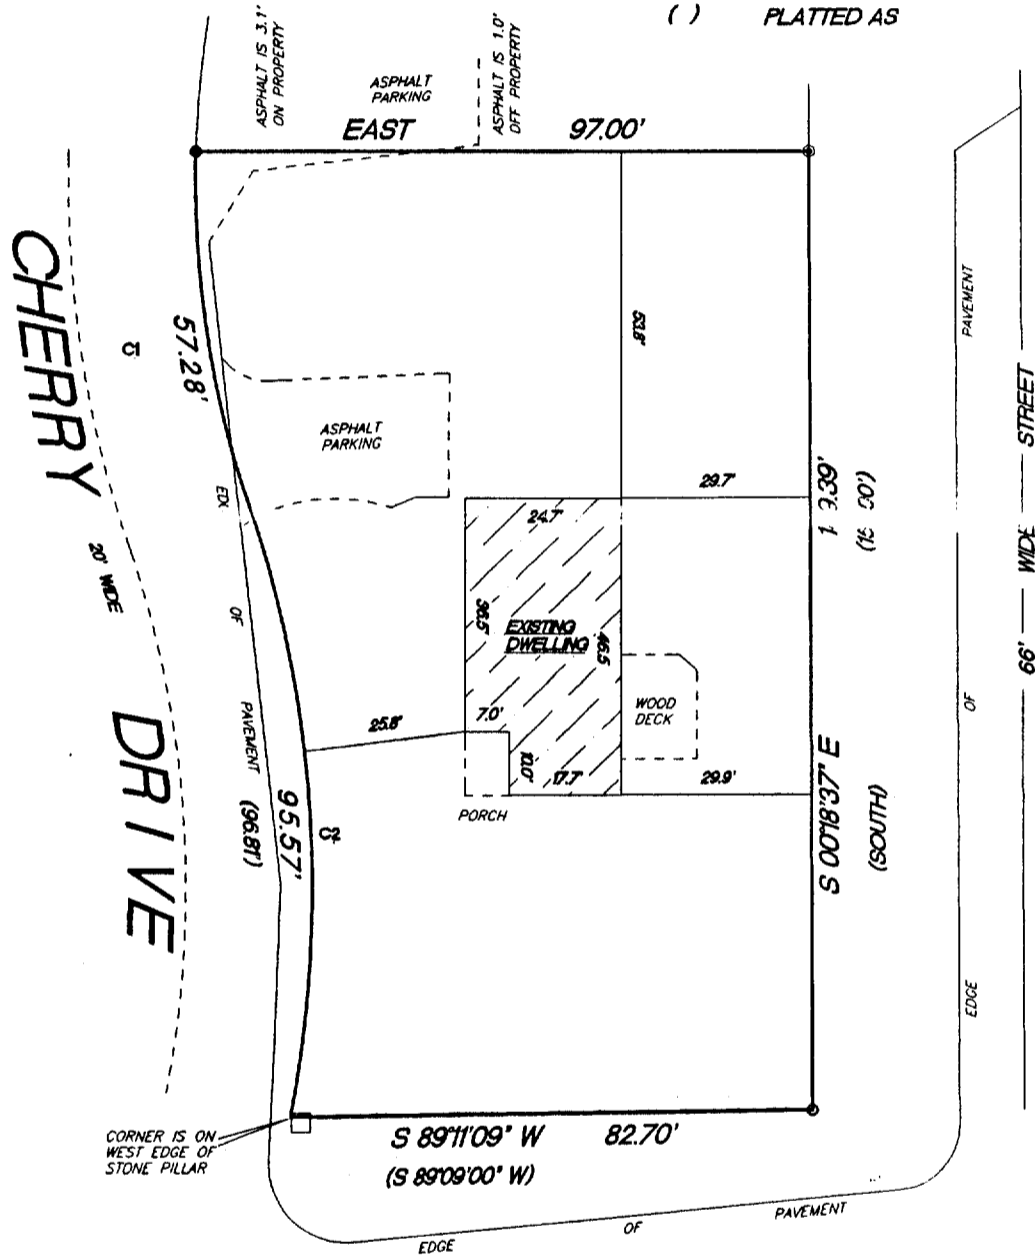 ( ) PLATTED AS
ASPHALT IS 3.1'
ON PROPERTY
ASPHALT
PARKING
ASPHALT IS 1.0'
OFF PROPERTY
EAST 97.00'
CHERRY
DRIVE
20' WIDE
C1
57.28'
53.8'
PAVEMENT
OF
EDGE
66' WIDE STREET
ASPHALT
PARKING
29.7'
24.7'
(SOUTH)
S 00°18'37" E
36.5'
EXISTING
DWELLING
46.5
WOOD
DECK
OF
PAVEMENT
25.8'
7.0'
10.0'
17.7'
29.9'
PORCH
(96.81')
95.57'
C2
CORNER IS ON
WEST EDGE OF
STONE PILLAR
S 89°11'09" W 82.70'
(S 89°09'00" W)
EDGE OF PAVEMENT